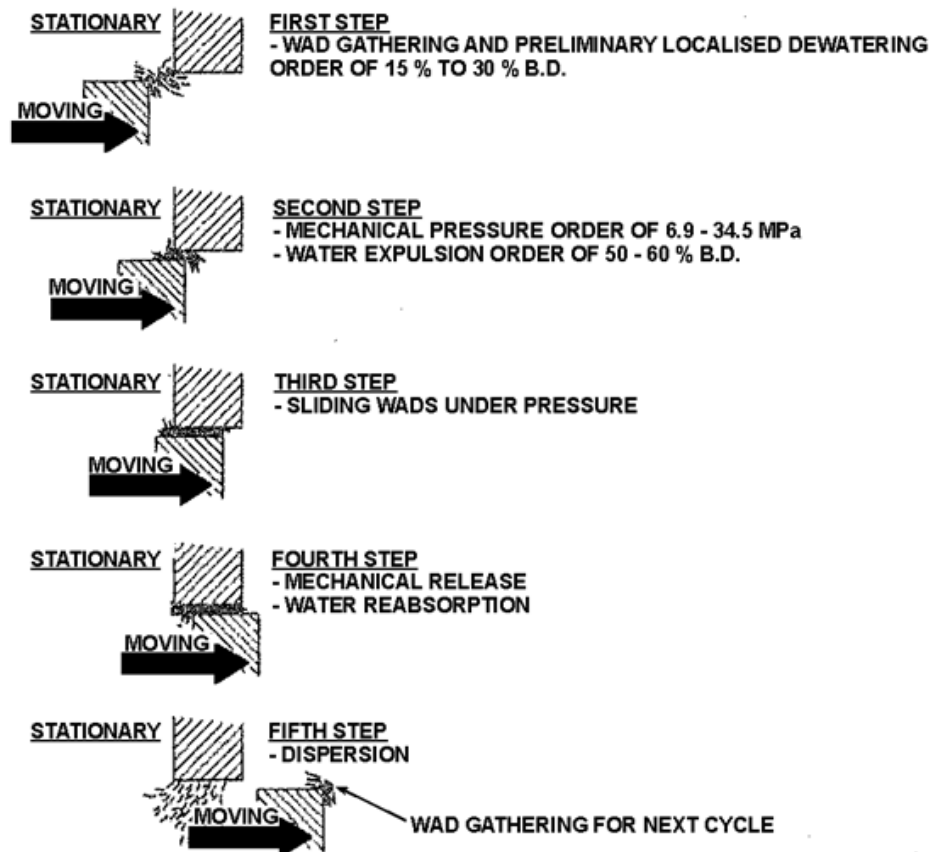 STATIONARY
FIRST STEP
- WAD GATHERING AND PRELIMINARY LOCALISED DEWATERING
ORDER OF 15 % TO 30 % B.D.
MOVING
STATIONARY
SECOND STEP
- MECHANICAL PRESSURE ORDER OF 6.9 - 34.5 MPa
- WATER EXPULSION ORDER OF 50 - 60 % B.D.
MOVING
STATIONARY
THIRD STEP
- SLIDING WADS UNDER PRESSURE
MOVING
STATIONARY
FOURTH STEP
- MECHANICAL RELEASE
- WATER REABSORPTION
MOVING
STATIONARY
FIFTH STEP
- DISPERSION
MOVING
WAD GATHERING FOR NEXT CYCLE